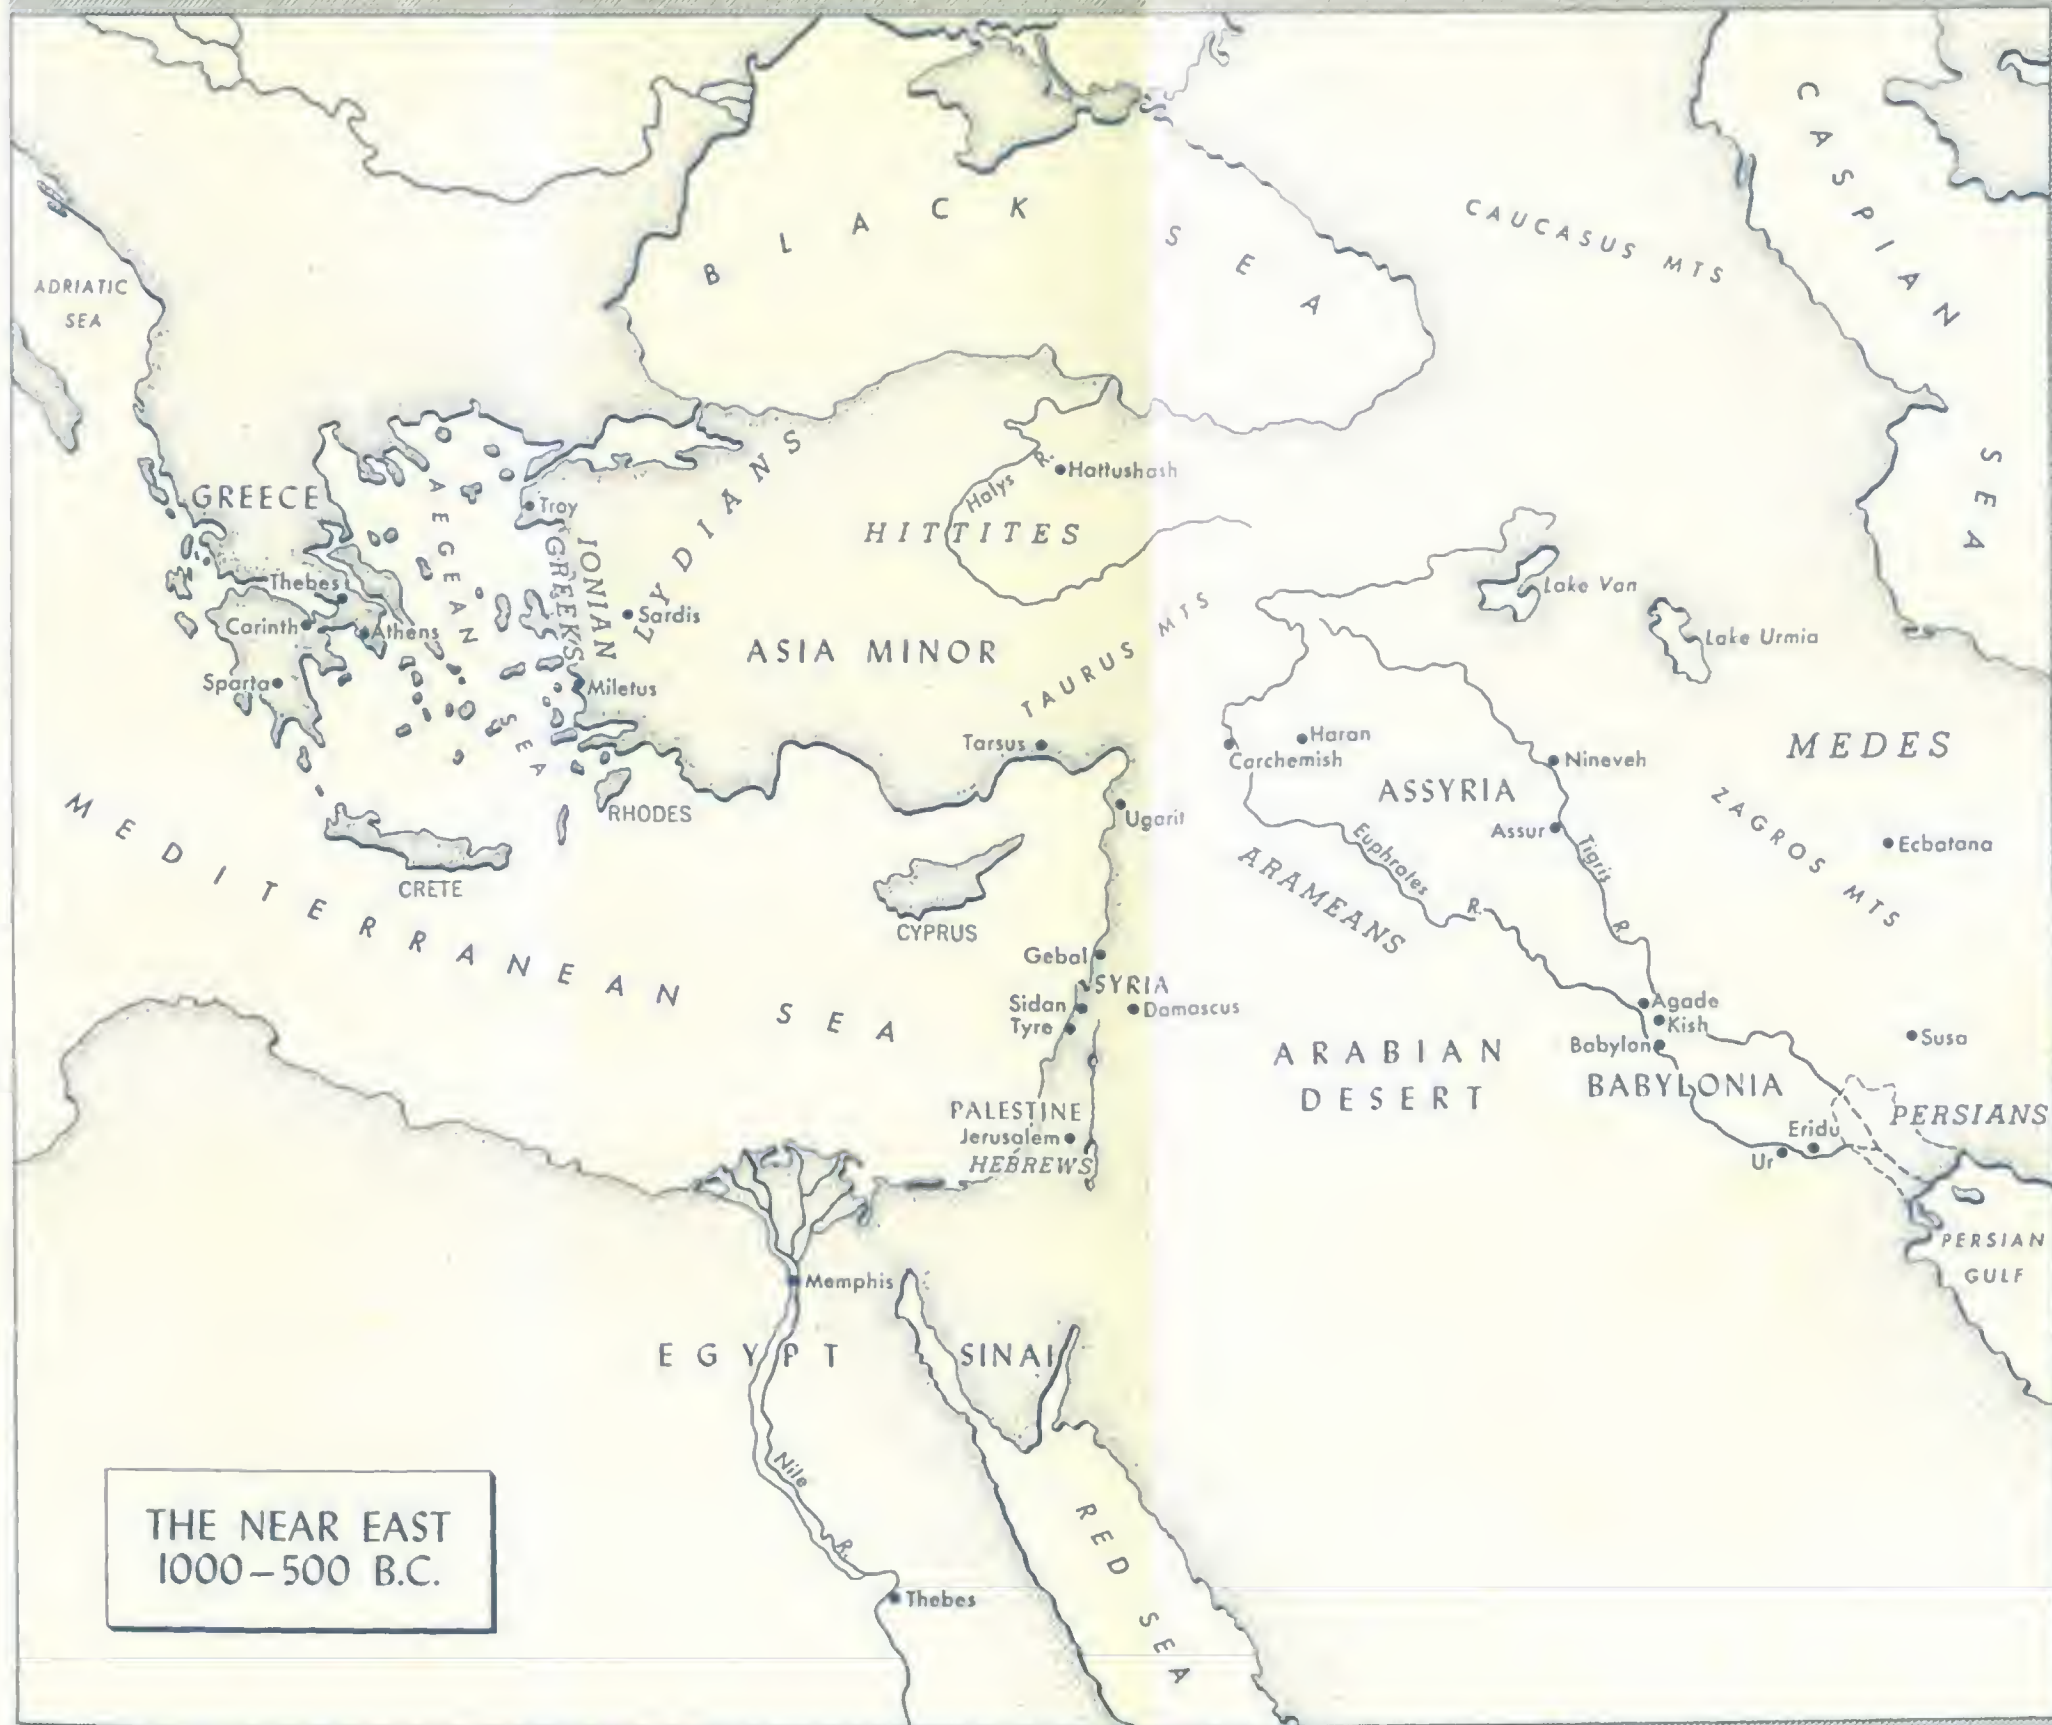 BLACK SEA
CAUCASUS MTS
CASPIAN SEA
ADRIATIC
SEA
GREECE
AEGEAN SEA
Troy
IONIAN
GREEKS
LYDIANS
Halys R.
Hattushash
HITTITES
Thebes
Corinth
Athens
Sparta
Sardis
Miletus
ASIA MINOR
TAURUS MTS
Lake Van
Lake Urmia
Tarsus
Haran
Carchemish
Nineveh
MEDES
ASSYRIA
ZAGROS MTS
RHODES
Ugarit
Assur
Tigris R.
Ecbatana
Euphrates R.
ARAMEANS
CRETE
CYPRUS
MEDITERRANEAN SEA
Gebal
SYRIA
Sidan
Damascus
Tyre
Agade
Kish
Babylon
Susa
ARABIAN
DESERT
BABYLONIA
PERSIANS
PALESTINE
Jerusalem
HEBREWS
Eridu
Ur
PERSIAN
GULF
Memphis
EGYPT
SINAI
Nile R.
RED SEA
Thebes
THE NEAR EAST
1000–500 B.C.